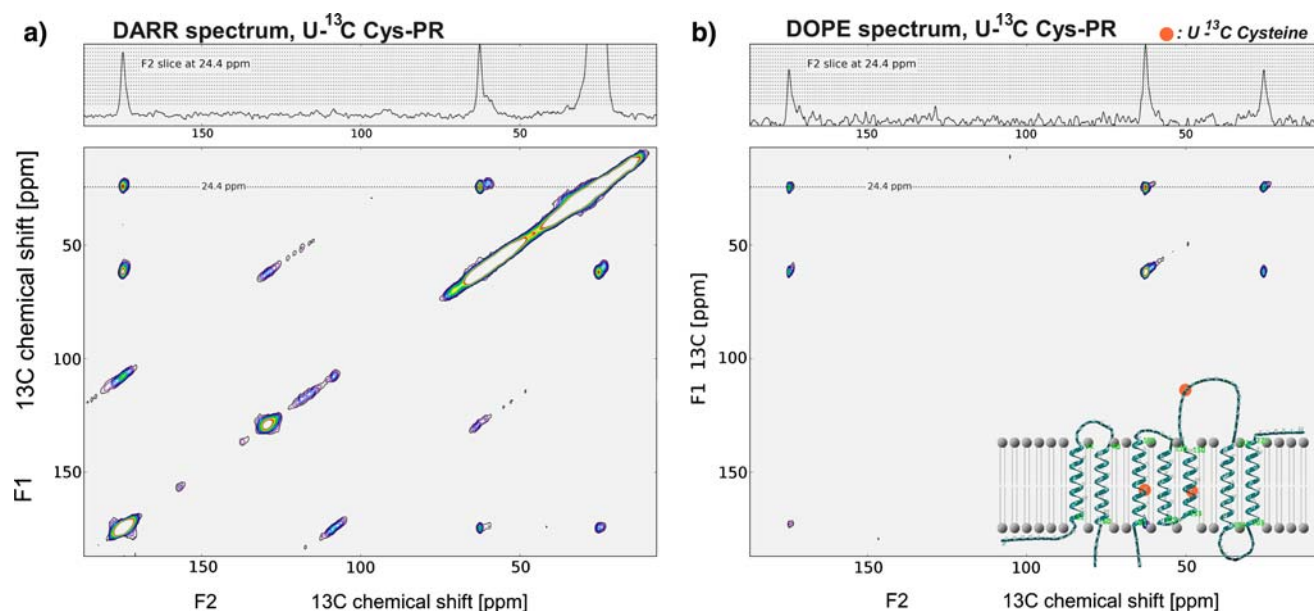 a)
DARR spectrum, U-¹³C Cys-PR
F2 slice at 24.4 ppm
150 100 50
24.4 ppm
50
100
150
F1 13C chemical shift [ppm]
150 100 50
F2 13C chemical shift [ppm]
b)
DOPE spectrum, U-¹³C Cys-PR
: U-¹³C Cysteine
F2 slice at 24.4 ppm
150 100 50
24.4 ppm
50
100
150
F1 13C [ppm]
150 100 50
F2 13C chemical shift [ppm]